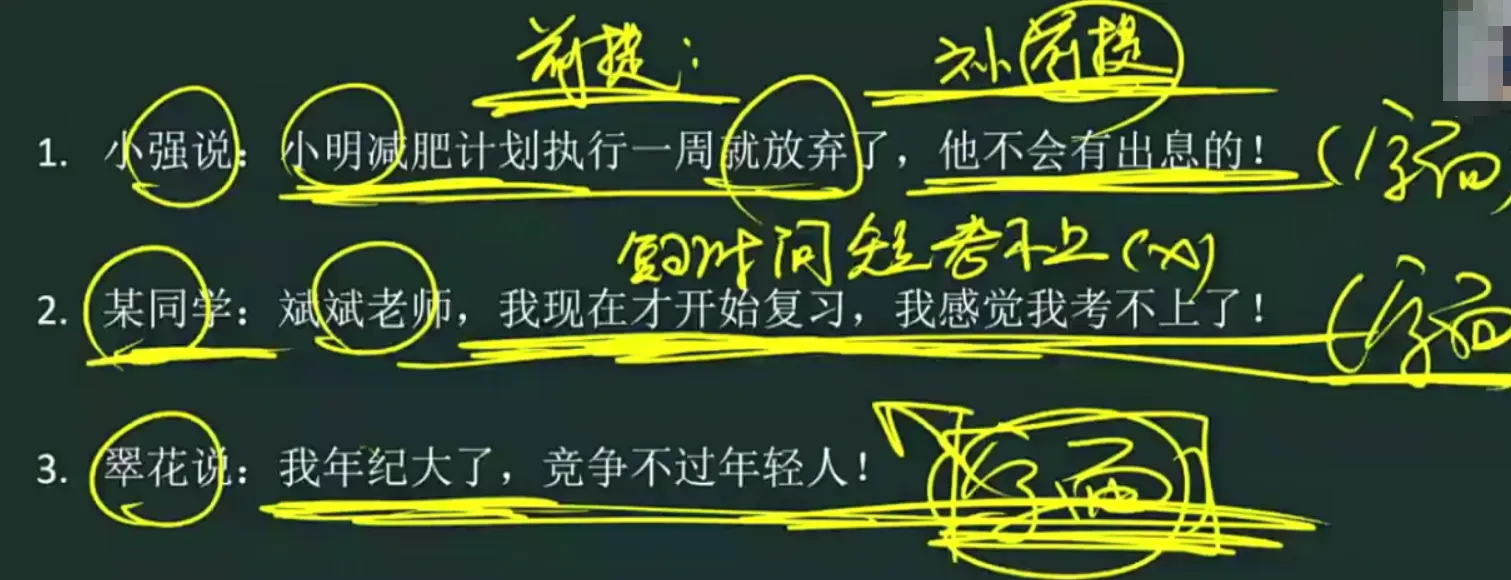 前提： 补前提
1. 小强说：小明减肥计划执行一周就放弃了，他不会有出息的！（字面）
时间短考不上（×）
2. 某同学：斌斌老师，我现在才开始复习，我感觉我考不上了！（字面
3. 翠花说：我年纪大了，竞争不过年轻人！ 字面